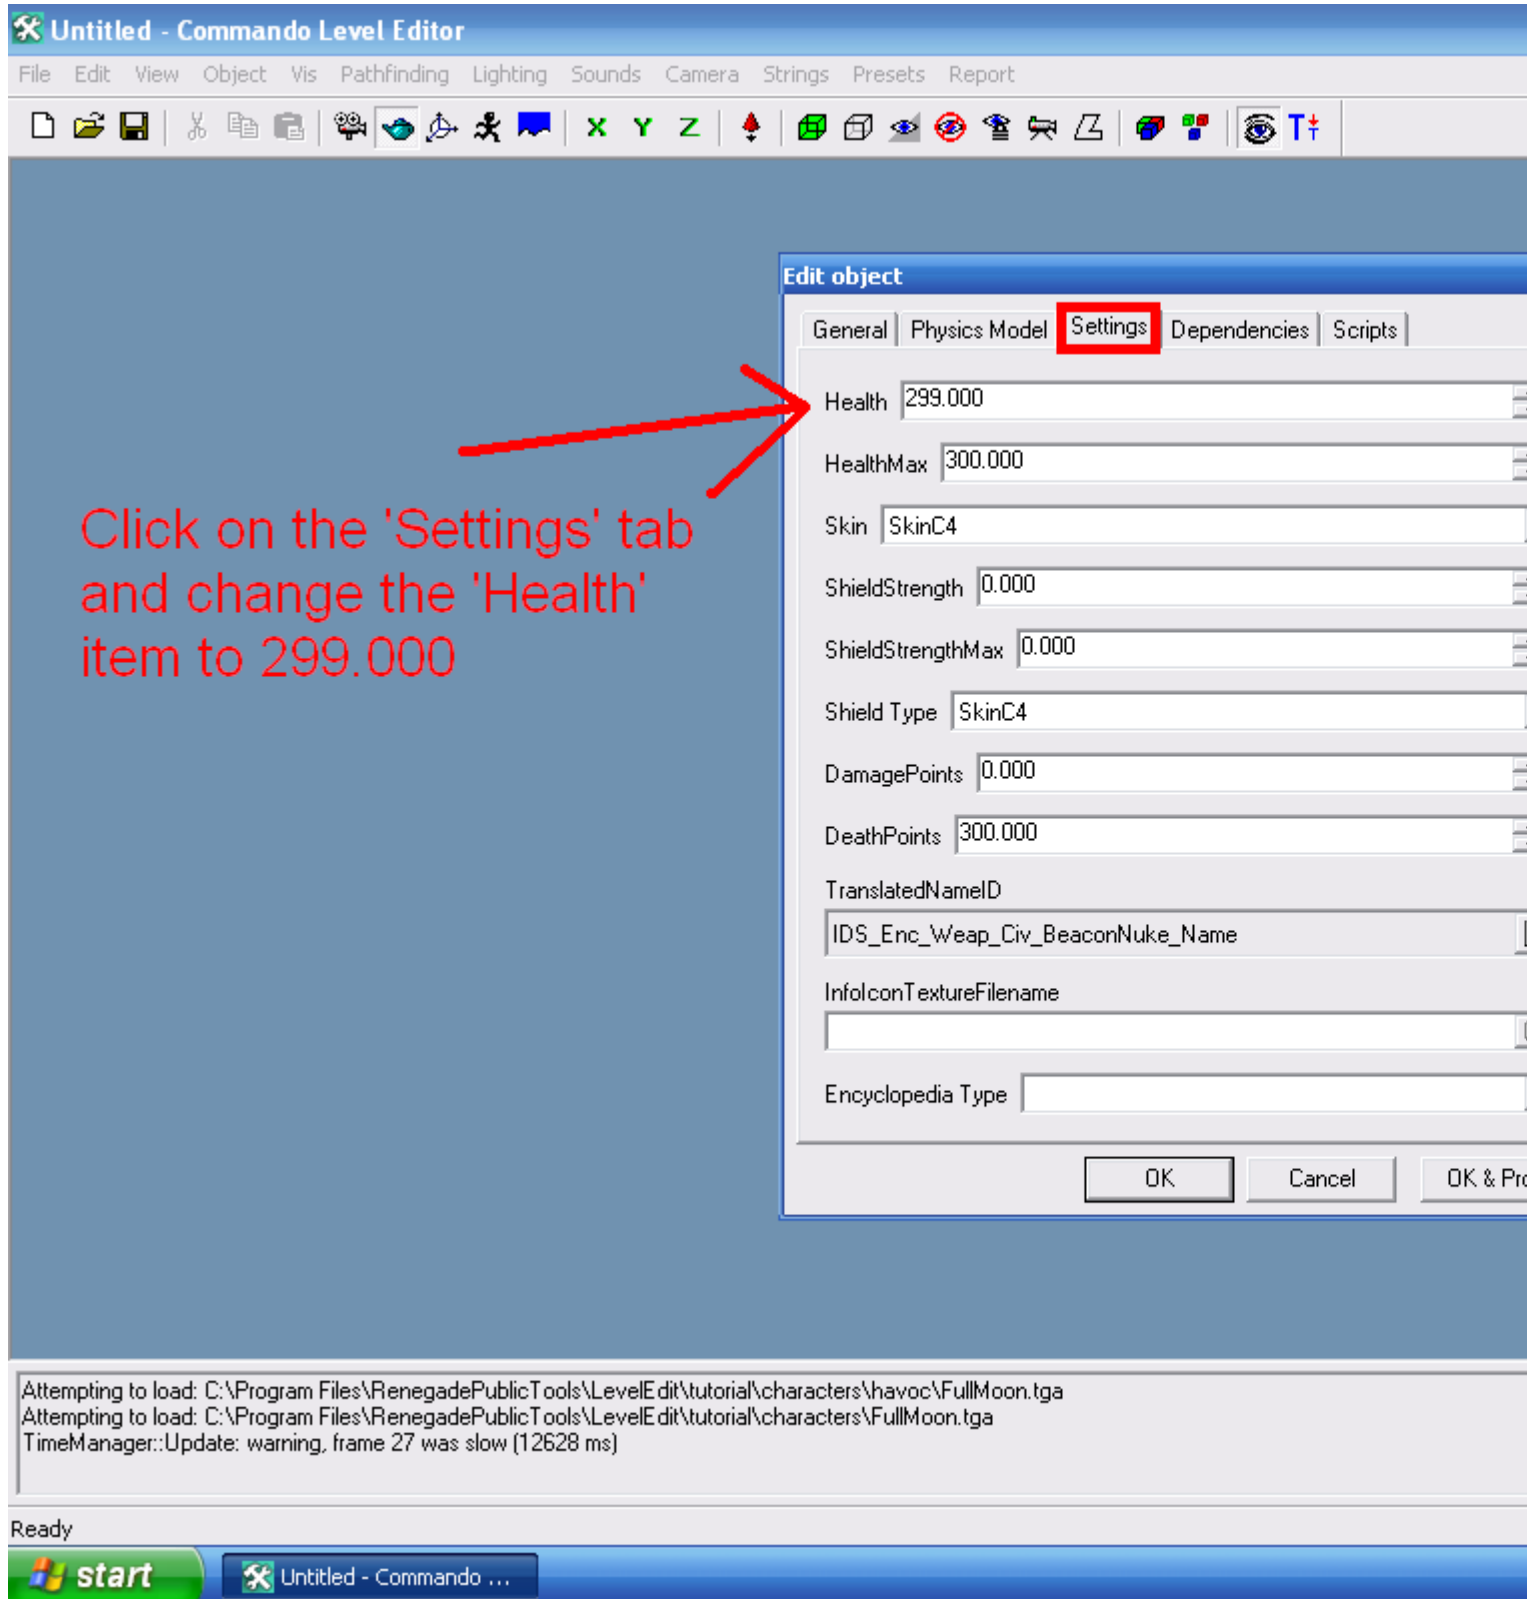 Untitled - Commando Level Editor
File Edit View Object Vis Pathfinding Lighting Sounds Camera Strings Presets Report
X Y Z T
Edit object
General Physics Model Settings Dependencies Scripts
Health 299.000
HealthMax 300.000
Skin SkinC4
ShieldStrength 0.000
ShieldStrengthMax 0.000
Shield Type SkinC4
DamagePoints 0.000
DeathPoints 300.000
TranslatedNameID
IDS_Enc_Weap_Civ_BeaconNuke_Name
InfoIconTextureFilename
Encyclopedia Type
OK Cancel OK & Pro
Click on the 'Settings' tab
and change the 'Health'
item to 299.000
Attempting to load: C:\Program Files\RenegadePublicTools\LevelEdit\tutorial\characters\havoc\FullMoon.tga
Attempting to load: C:\Program Files\RenegadePublicTools\LevelEdit\tutorial\characters\FullMoon.tga
TimeManager::Update: warning, frame 27 was slow (12628 ms)
Ready
start Untitled - Commando ...